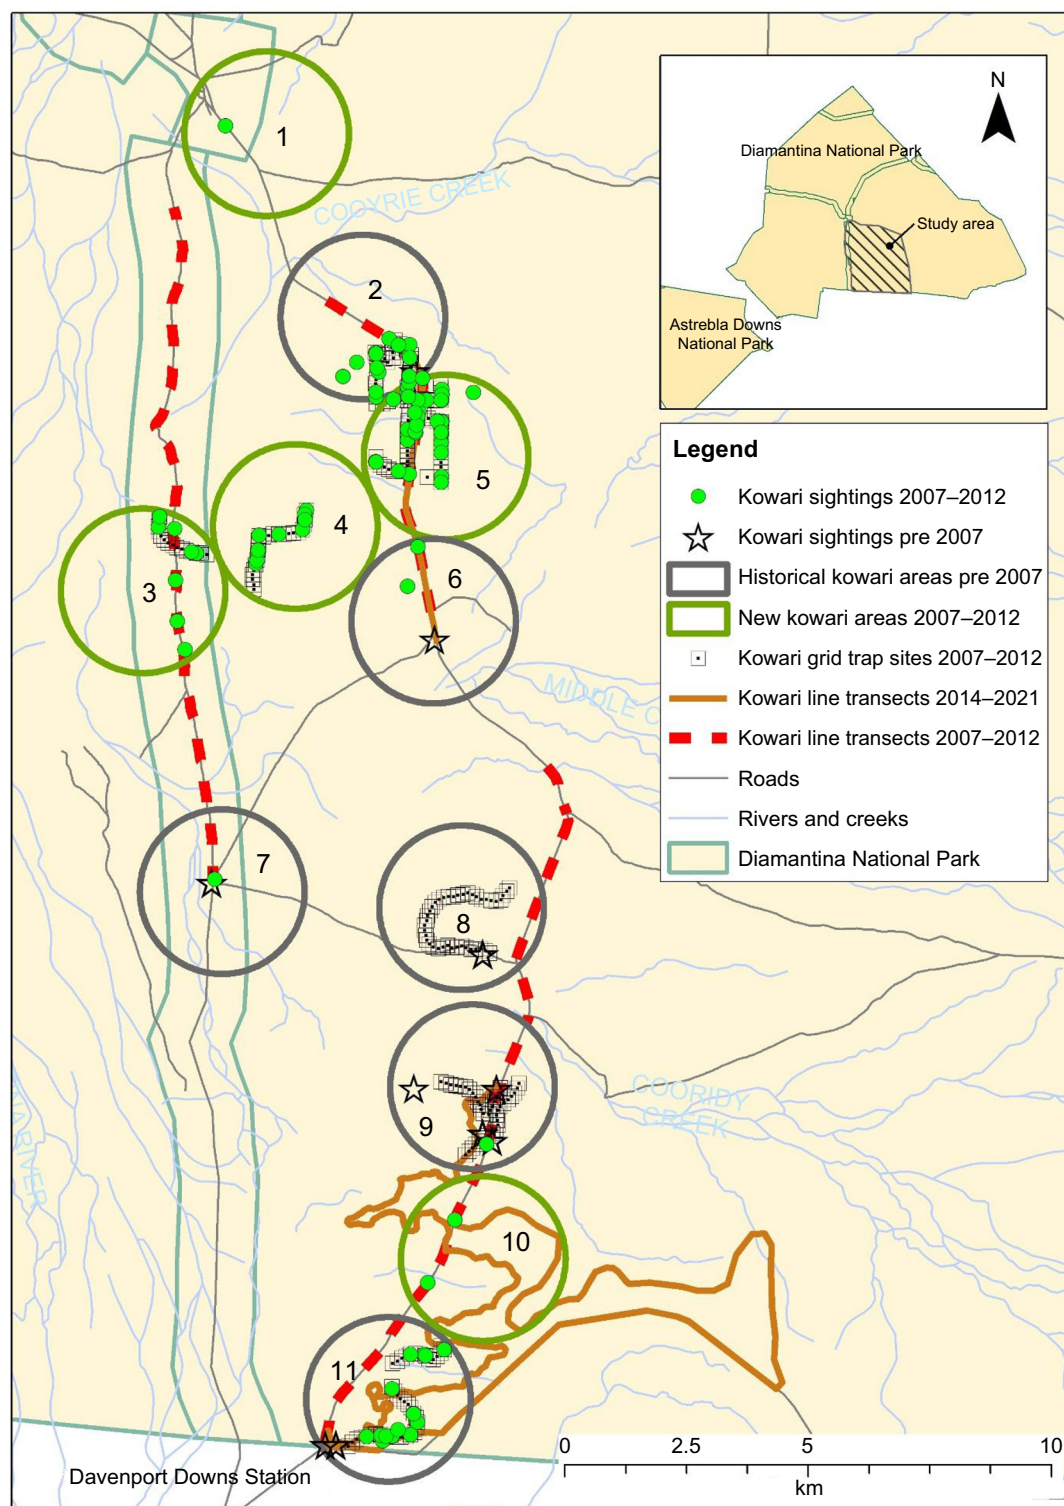 1
COOYRIE CREEK
2
3
4
5
6
MIDDLE C
7
8
9
COORIDY
CREEK
10
11
RIVER
Davenport Downs Station
N
Diamantina National Park
Study area
Astrebla Downs
National Park
Legend
Kowari sightings 2007–2012
Kowari sightings pre 2007
Historical kowari areas pre 2007
New kowari areas 2007–2012
Kowari grid trap sites 2007–2012
Kowari line transects 2014–2021
Kowari line transects 2007–2012
Roads
Rivers and creeks
Diamantina National Park
0 2.5 5 10
km